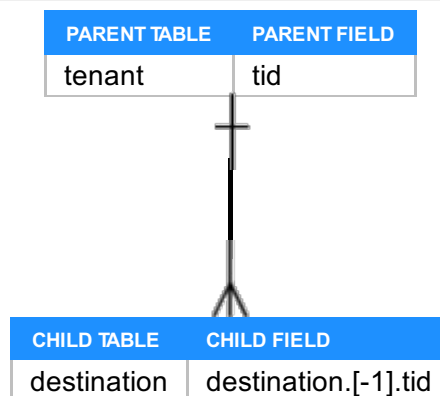 PARENT TABLE PARENT FIELD
tenant tid
CHILD TABLE CHILD FIELD
destination destination.[-1].tid